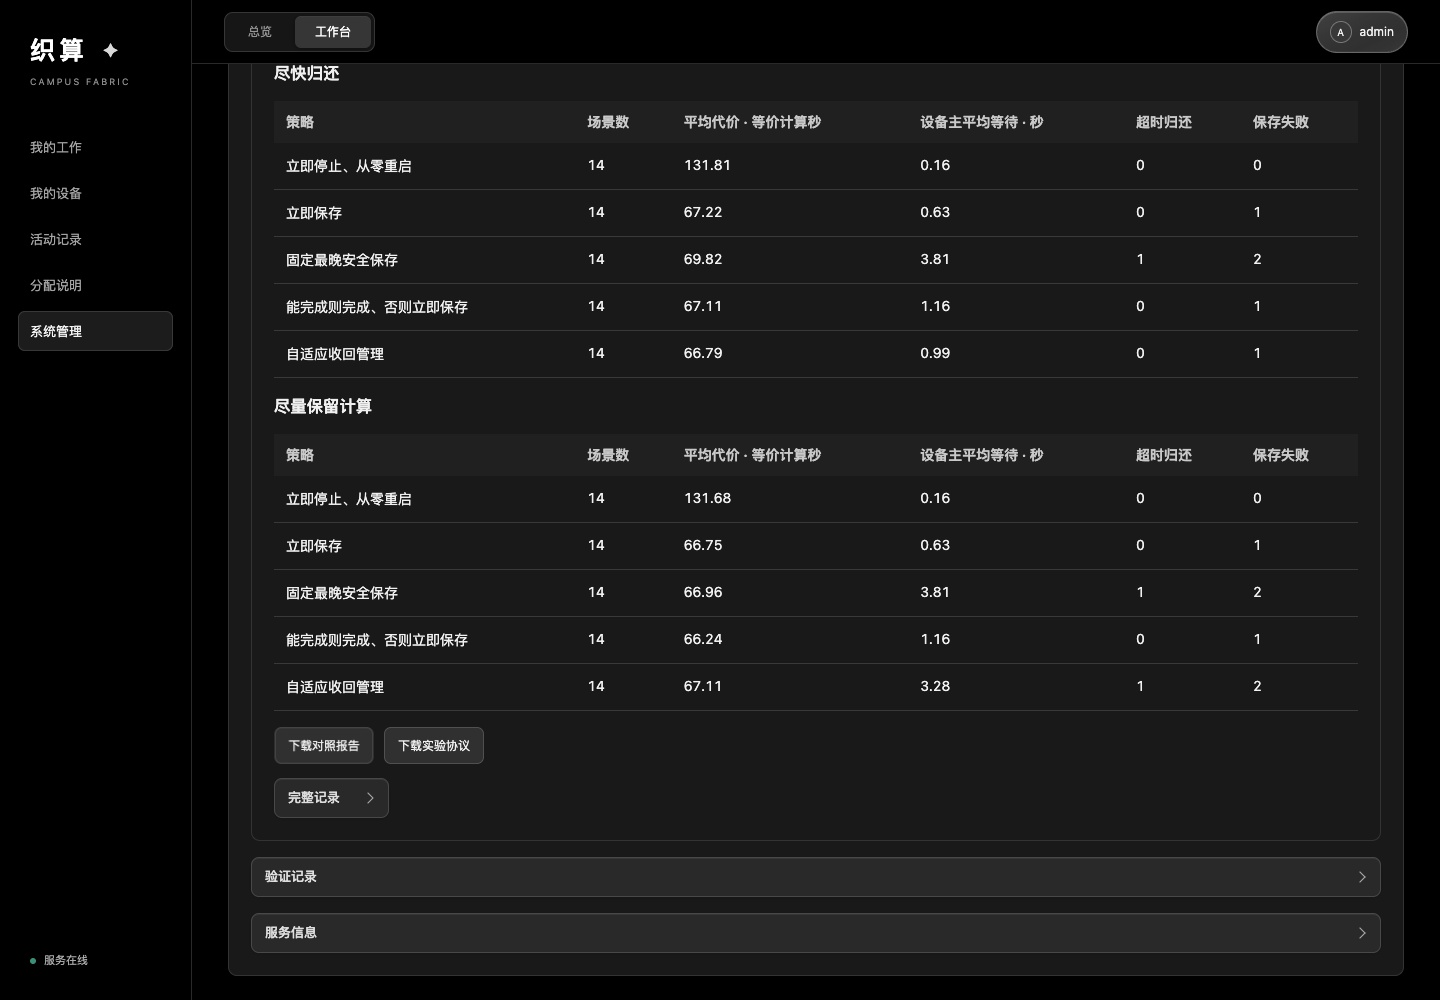 织算
CAMPUS FABRIC
我的工作
我的设备
活动记录
分配说明
系统管理
服务在线
总览 工作台
A admin
尽快归还
策略 场景数 平均代价 · 等价计算秒 设备主平均等待 · 秒 超时归还 保存失败
立即停止、从零重启 14 131.81 0.16 0 0
立即保存 14 67.22 0.63 0 1
固定最晚安全保存 14 69.82 3.81 1 2
能完成则完成、否则立即保存 14 67.11 1.16 0 1
自适应收回管理 14 66.79 0.99 0 1
尽量保留计算
策略 场景数 平均代价 · 等价计算秒 设备主平均等待 · 秒 超时归还 保存失败
立即停止、从零重启 14 131.68 0.16 0 0
立即保存 14 66.75 0.63 0 1
固定最晚安全保存 14 66.96 3.81 1 2
能完成则完成、否则立即保存 14 66.24 1.16 0 1
自适应收回管理 14 67.11 3.28 1 2
下载对照报告 下载实验协议
完整记录
验证记录
服务信息